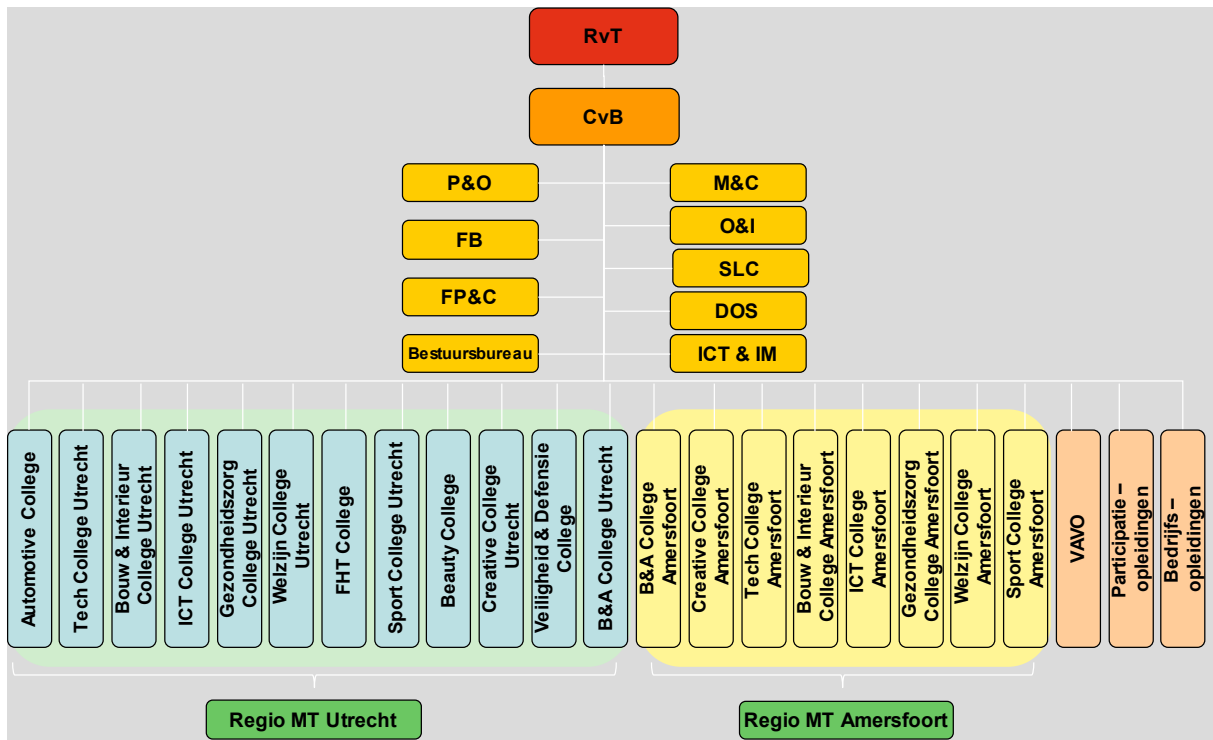 RvT
CvB
P&O
M&C
O&I
FB
SLC
FP&C
DOS
Bestuursbureau
ICT & IM
Automotive College
Tech College Utrecht
Bouw & Interieur
College Utrecht
ICT College Utrecht
Gezondheidszorg
College Utrecht
Welzijn College
Utrecht
FHT College
Sport College Utrecht
Beauty College
Creative College
Utrecht
Veiligheid & Defensie
College
B&A College Utrecht
B&A College
Amersfoort
Creative College
Amersfoort
Tech College
Amersfoort
Bouw & Interieur
College Amersfoort
ICT College
Amersfoort
Gezondheidszorg
College Amersfoort
Welzijn College
Amersfoort
Sport College
Amersfoort
VAVO
Participatie –
opleidingen
Bedrijfs –
opleidingen
Regio MT Utrecht
Regio MT Amersfoort